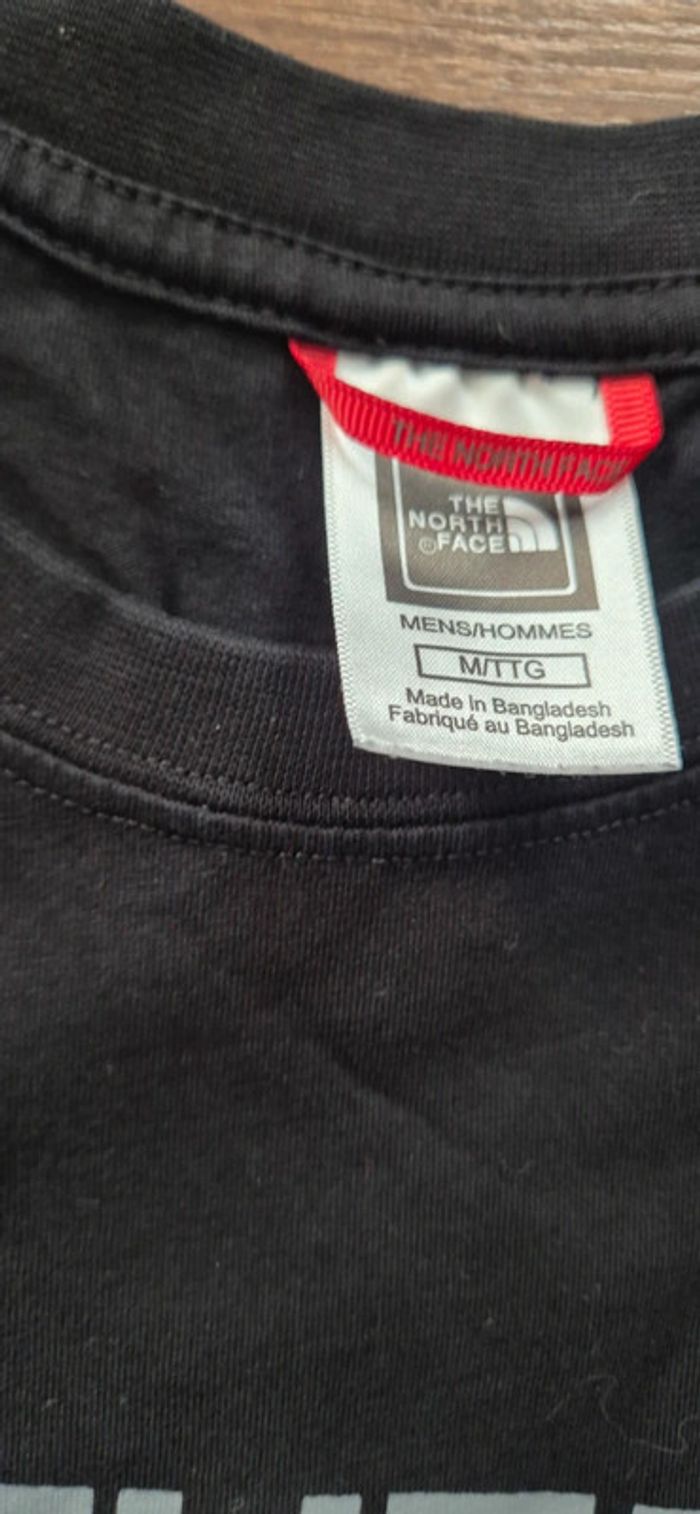 THE NORTH FACE
THE
NORTH
FACE
MENS/HOMMES
M/TTG
Made In Bangladesh
Fabriqué au Bangladesh